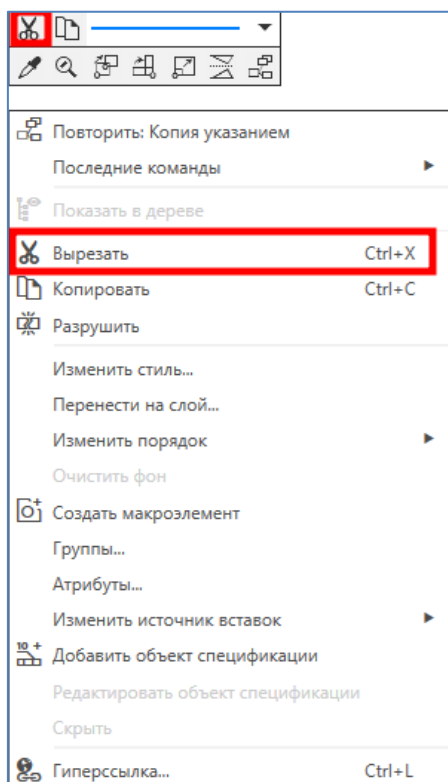 Повторить: Копия указанием
Последние команды
Показать в дереве
Вырезать Ctrl+X
Копировать Ctrl+C
Разрушить
Изменить стиль...
Перенести на слой...
Изменить порядок
Очистить фон
Создать макроэлемент
Группы...
Атрибуты...
Изменить источник вставок
10 + Добавить объект спецификации
Редактировать объект спецификации
Скрыть
Гиперссылка... Ctrl+L